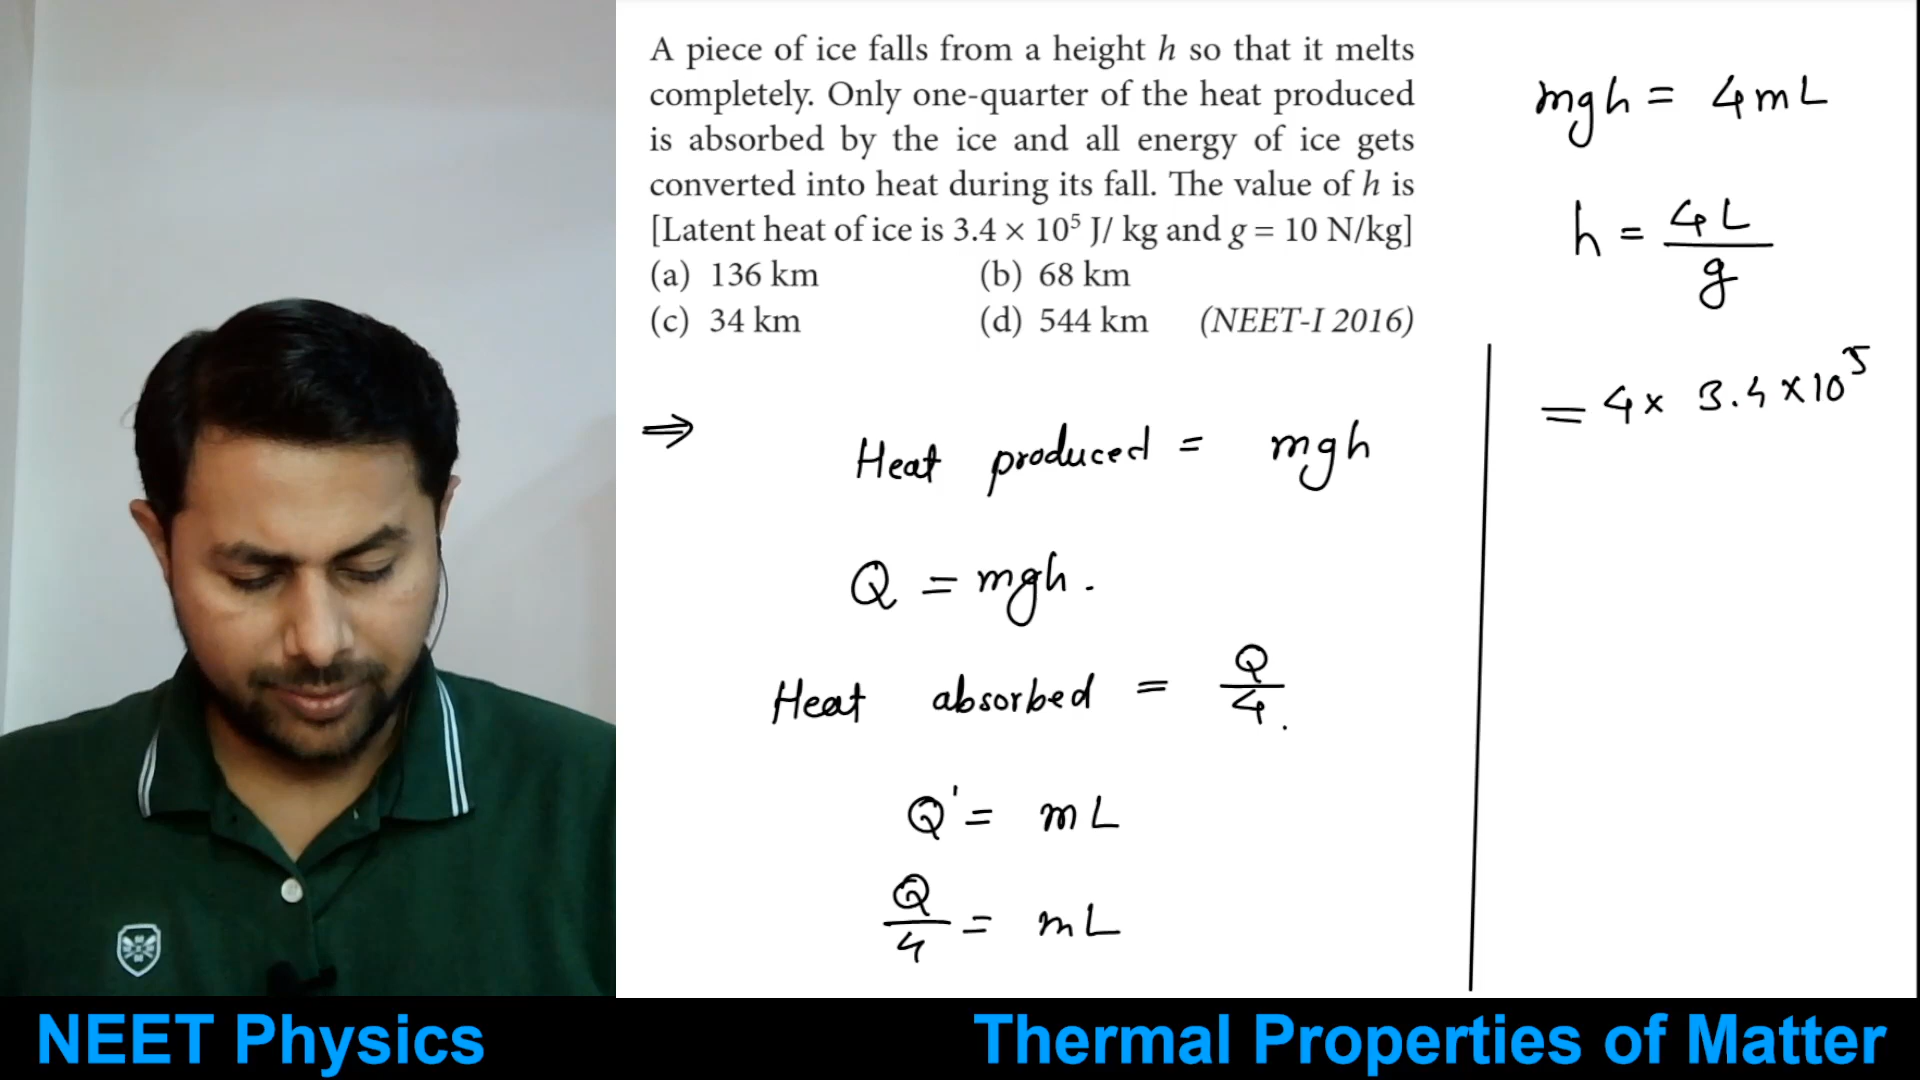 A piece of ice falls from a height h so that it melts
completely. Only one-quarter of the heat produced
is absorbed by the ice and all energy of ice gets
converted into heat during its fall. The value of h is
[Latent heat of ice is 3.4 × 10⁵ J/ kg and g = 10 N/kg]
(a) 136 km (b) 68 km
(c) 34 km (d) 544 km (NEET-I 2016)
⇒ Heat produced = mgh
Q = mgh.
Heat absorbed = Q/4.
Q' = mL
Q/4 = mL
mgh = 4mL
h = 4L/g
= 4 × 3.4 × 10⁵
NEET Physics
Thermal Properties of Matter